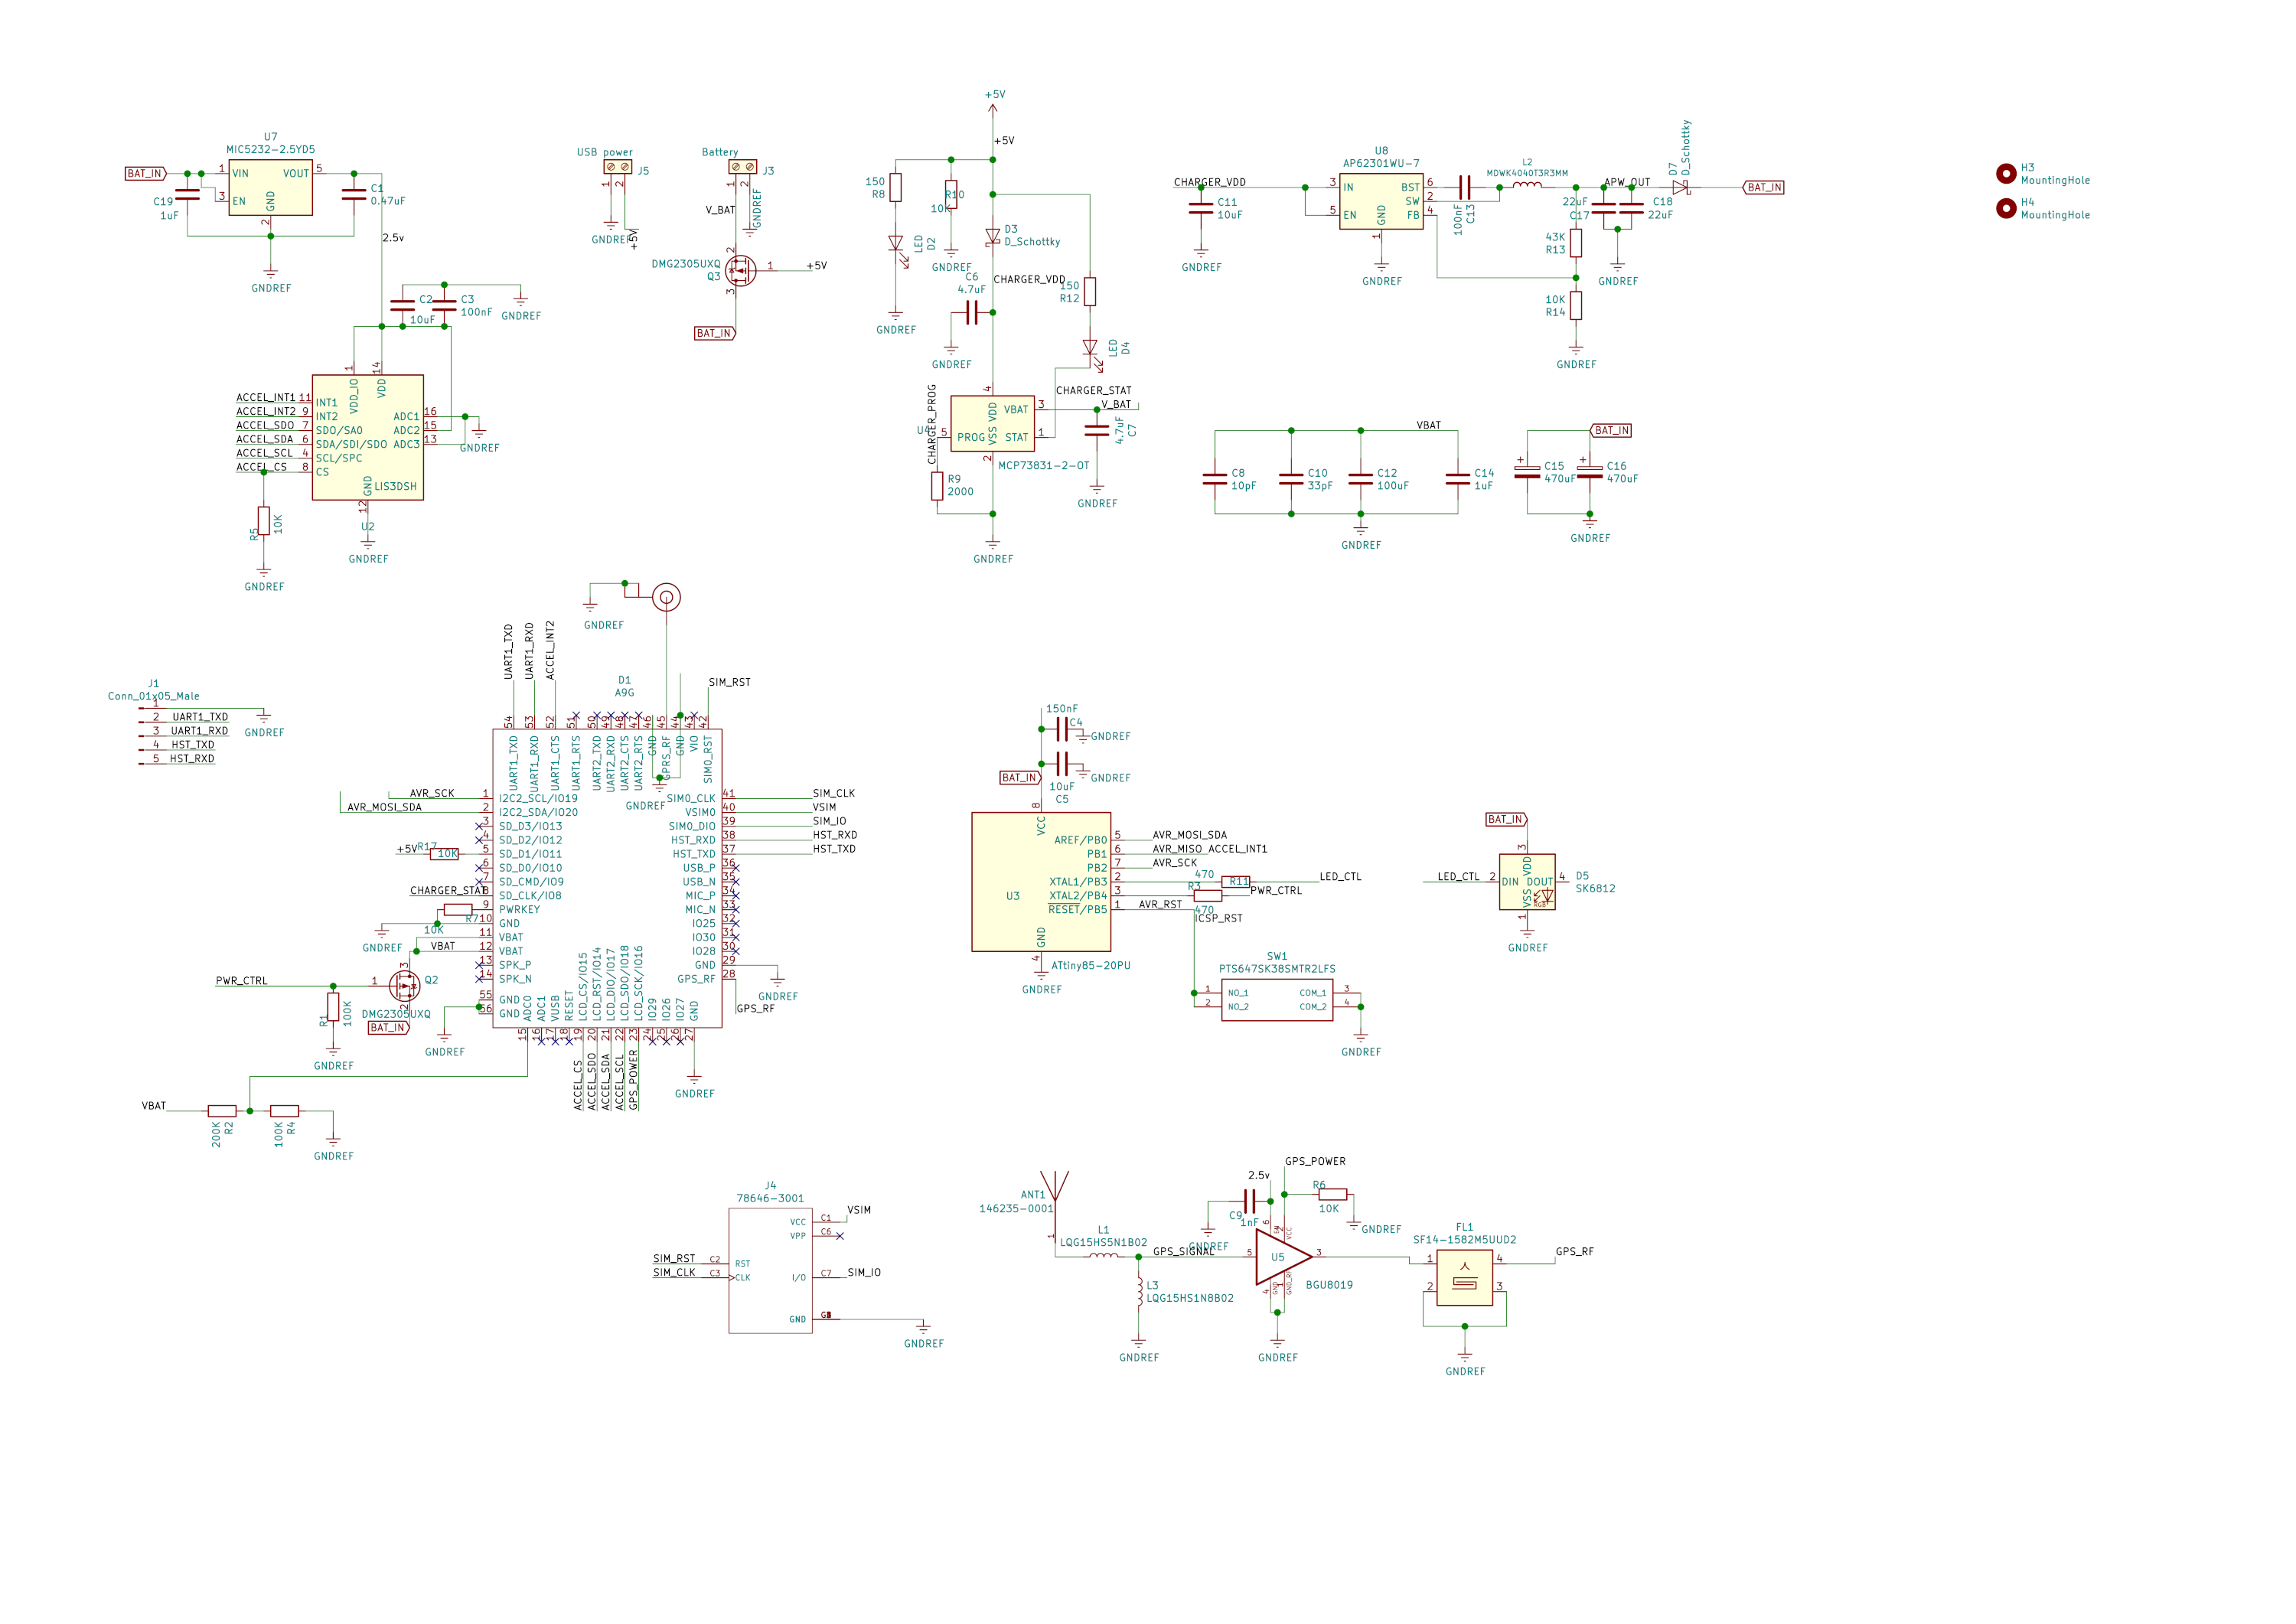 U7
MIC5232-2.5YD5
BAT_IN
1
VIN
VOUT
5
3
EN
GND
2
C19
1uF
C1
0.47uF
GNDREF
2.5v
C2
10uF
C3
100nF
GNDREF
1
VDD_IO
14
VDD
ACCEL_INT1
11
INT1
ACCEL_INT2
9
INT2
ACCEL_SDO
7
SDO/SA0
ACCEL_SDA
6
SDA/SDI/SDO
ACCEL_SCL
4
SCL/SPC
ACCEL_CS
8
CS
ADC1
16
ADC2
15
ADC3
13
GNDREF
LIS3DSH
GND
12
U2
GNDREF
R5
10K
GNDREF
USB power
J5
1
2
GNDREF
+5V
Battery
J3
1
2
V_BAT
GNDREF
DMG2305UXQ
Q3
2
1
3
+5V
BAT_IN
+5V
+5V
150
R8
R10
10K
LED
D2
GNDREF
GNDREF
D3
D_Schottky
C6
4.7uF
CHARGER_VDD
GNDREF
150
R12
LED
D4
CHARGER_STAT
V_BAT
CHARGER_PROG
U4
4
VDD
VBAT
3
5
PROG
VSS
STAT
1
2
MCP73831-2-OT
4.7uF
C7
GNDREF
R9
2000
GNDREF
CHARGER_VDD
C11
10uF
GNDREF
U8
AP62301WU-7
3
IN
5
EN
BST
6
SW
2
FB
4
GND
1
GNDREF
100nF
C13
L2
MDWK4040T3R3MM
43K
R13
10K
R14
GNDREF
APW_OUT
22uF
C17
C18
22uF
GNDREF
D7
D_Schottky
BAT_IN
H3
MountingHole
H4
MountingHole
VBAT
C8
10pF
C10
33pF
C12
100uF
C14
1uF
GNDREF
BAT_IN
C15
470uF
C16
470uF
GNDREF
GNDREF
UART1_TXD
UART1_RXD
ACCEL_INT2
D1
A9G
SIM_RST
J1
Conn_01x05_Male
1
2
UART1_TXD
3
UART1_RXD
4
HST_TXD
5
HST_RXD
GNDREF
54
UART1_TXD
53
UART1_RXD
52
UART1_CTS
51
UART1_RTS
50
UART2_TXD
49
UART2_RXD
48
UART2_CTS
47
UART2_RTS
46
GND
45
GPRS_RF
44
GND
43
VIO
42
SIM0_RST
GNDREF
AVR_SCK
1
I2C2_SCL/IO19
AVR_MOSI_SDA
2
I2C2_SDA/IO20
3
SD_D3/IO13
4
SD_D2/IO12
+5V
R17
10K
5
SD_D1/IO11
6
SD_D0/IO10
7
SD_CMD/IO9
CHARGER_STAT
8
SD_CLK/IO8
9
PWRKEY
R7
10K
10
GND
GNDREF
11
VBAT
VBAT
12
VBAT
13
SPK_P
14
SPK_N
55
GND
56
GND
SIM0_CLK
41
SIM_CLK
VSIM0
40
VSIM
SIM0_DIO
39
SIM_IO
HST_RXD
38
HST_RXD
HST_TXD
37
HST_TXD
USB_P
36
USB_N
35
MIC_P
34
MIC_N
33
IO25
32
IO30
31
IO28
30
GND
29
GPS_RF
28
GNDREF
GPS_RF
PWR_CTRL
1
3
2
Q2
DMG2305UXQ
R1
100K
GNDREF
BAT_IN
GNDREF
15
ADC0
16
ADC1
17
VUSB
18
RESET
19
LCD_CS/IO15
20
LCD_RST/IO14
21
LCD_DIO/IO17
22
LCD_SDO/IO18
23
LCD_SCK/IO16
24
IO29
25
IO26
26
IO27
27
GND
ACCEL_CS
ACCEL_SDO
ACCEL_SDA
ACCEL_SCL
GPS_POWER
GNDREF
VBAT
200K
R2
100K
R4
GNDREF
150nF
C4
GNDREF
BAT_IN
10uF
C5
GNDREF
8
VCC
U3
AREF/PB0
5
AVR_MOSI_SDA
PB1
6
AVR_MISO_ACCEL_INT1
PB2
7
AVR_SCK
XTAL1/PB3
2
470
R11
LED_CTL
XTAL2/PB4
3
R3
470
PWR_CTRL
RESET/PB5
1
AVR_RST
ICSP_RST
GND
4
ATtiny85-20PU
GNDREF
SW1
PTS647SK38SMTR2LFS
1
NO_1
2
NO_2
COM_1
3
COM_2
4
GNDREF
BAT_IN
3
VDD
LED_CTL
2
DIN
DOUT
4
VSS
RGB
1
D5
SK6812
GNDREF
J4
78646-3001
VCC
C1
VSIM
VPP
C6
SIM_RST
C2
RST
SIM_CLK
C3
CLK
I/O
C7
SIM_IO
GND
GNDREF
ANT1
146235-0001
1
L1
LQG15HS5N1B02
GPS_SIGNAL
L3
LQG15HS1N8B02
GNDREF
2.5v
GPS_POWER
C9
1nF
GNDREF
R6
10K
GNDREF
6
EN
2
VCC
5
U5
3
4
GND
1
GND_RF
BGU8019
GNDREF
FL1
SF14-1582M5UUD2
1
2
4
3
GPS_RF
GNDREF